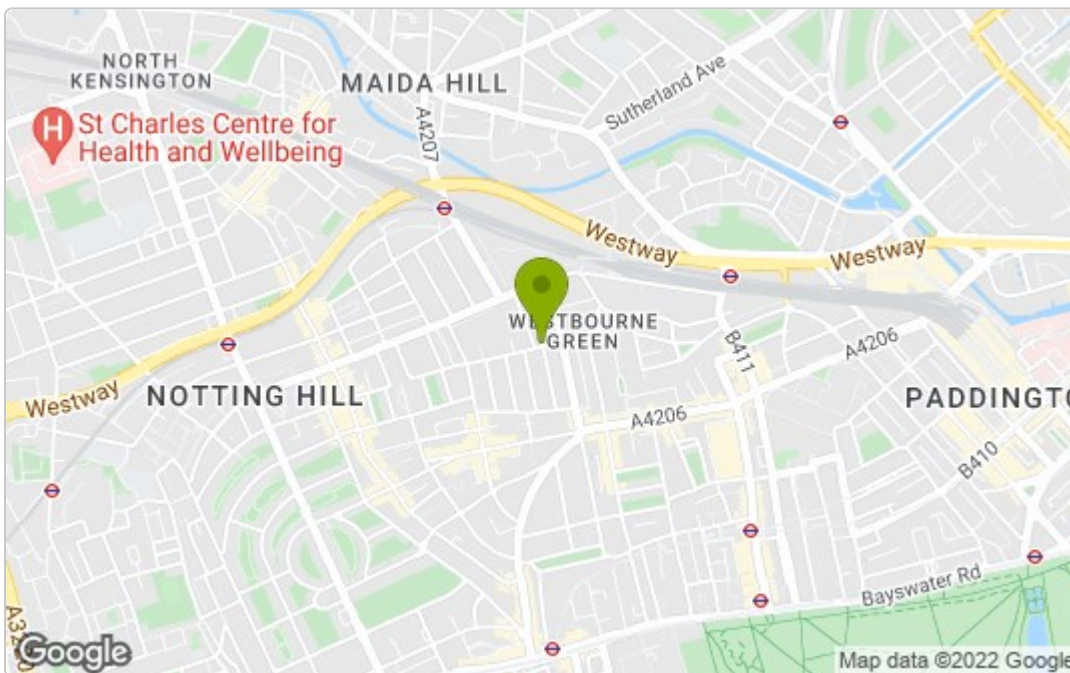 NORTH
KENSINGTON
MAIDA HILL
Sutherland Ave
H
St Charles Centre for
Health and Wellbeing
A4207
Westway
Westway
WESTBOURNE
GREEN
B411
A4206
Westway
NOTTING HILL
PADDINGTO
A4206
B410
Bayswater Rd
Google
Map data ©2022 Google